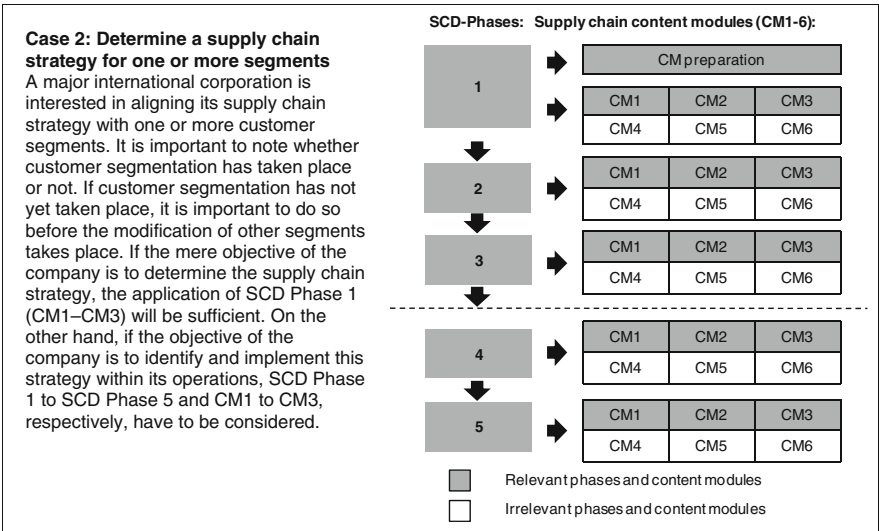 Case 2: Determine a supply chain
strategy for one or more segments
A major international corporation is
interested in aligning its supply chain
strategy with one or more customer
segments. It is important to note whether
customer segmentation has taken place
or not. If customer segmentation has not
yet taken place, it is important to do so
before the modification of other segments
takes place. If the mere objective of the
company is to determine the supply chain
strategy, the application of SCD Phase 1
(CM1–CM3) will be sufficient. On the
other hand, if the objective of the
company is to identify and implement this
strategy within its operations, SCD Phase
1 to SCD Phase 5 and CM1 to CM3,
respectively, have to be considered.
SCD-Phases: Supply chain content modules (CM1-6):
1
CM preparation
CM1 CM2 CM3
CM4 CM5 CM6
2
CM1 CM2 CM3
CM4 CM5 CM6
3
CM1 CM2 CM3
CM4 CM5 CM6
4
CM1 CM2 CM3
CM4 CM5 CM6
5
CM1 CM2 CM3
CM4 CM5 CM6
Relevant phases and content modules
Irrelevant phases and content modules